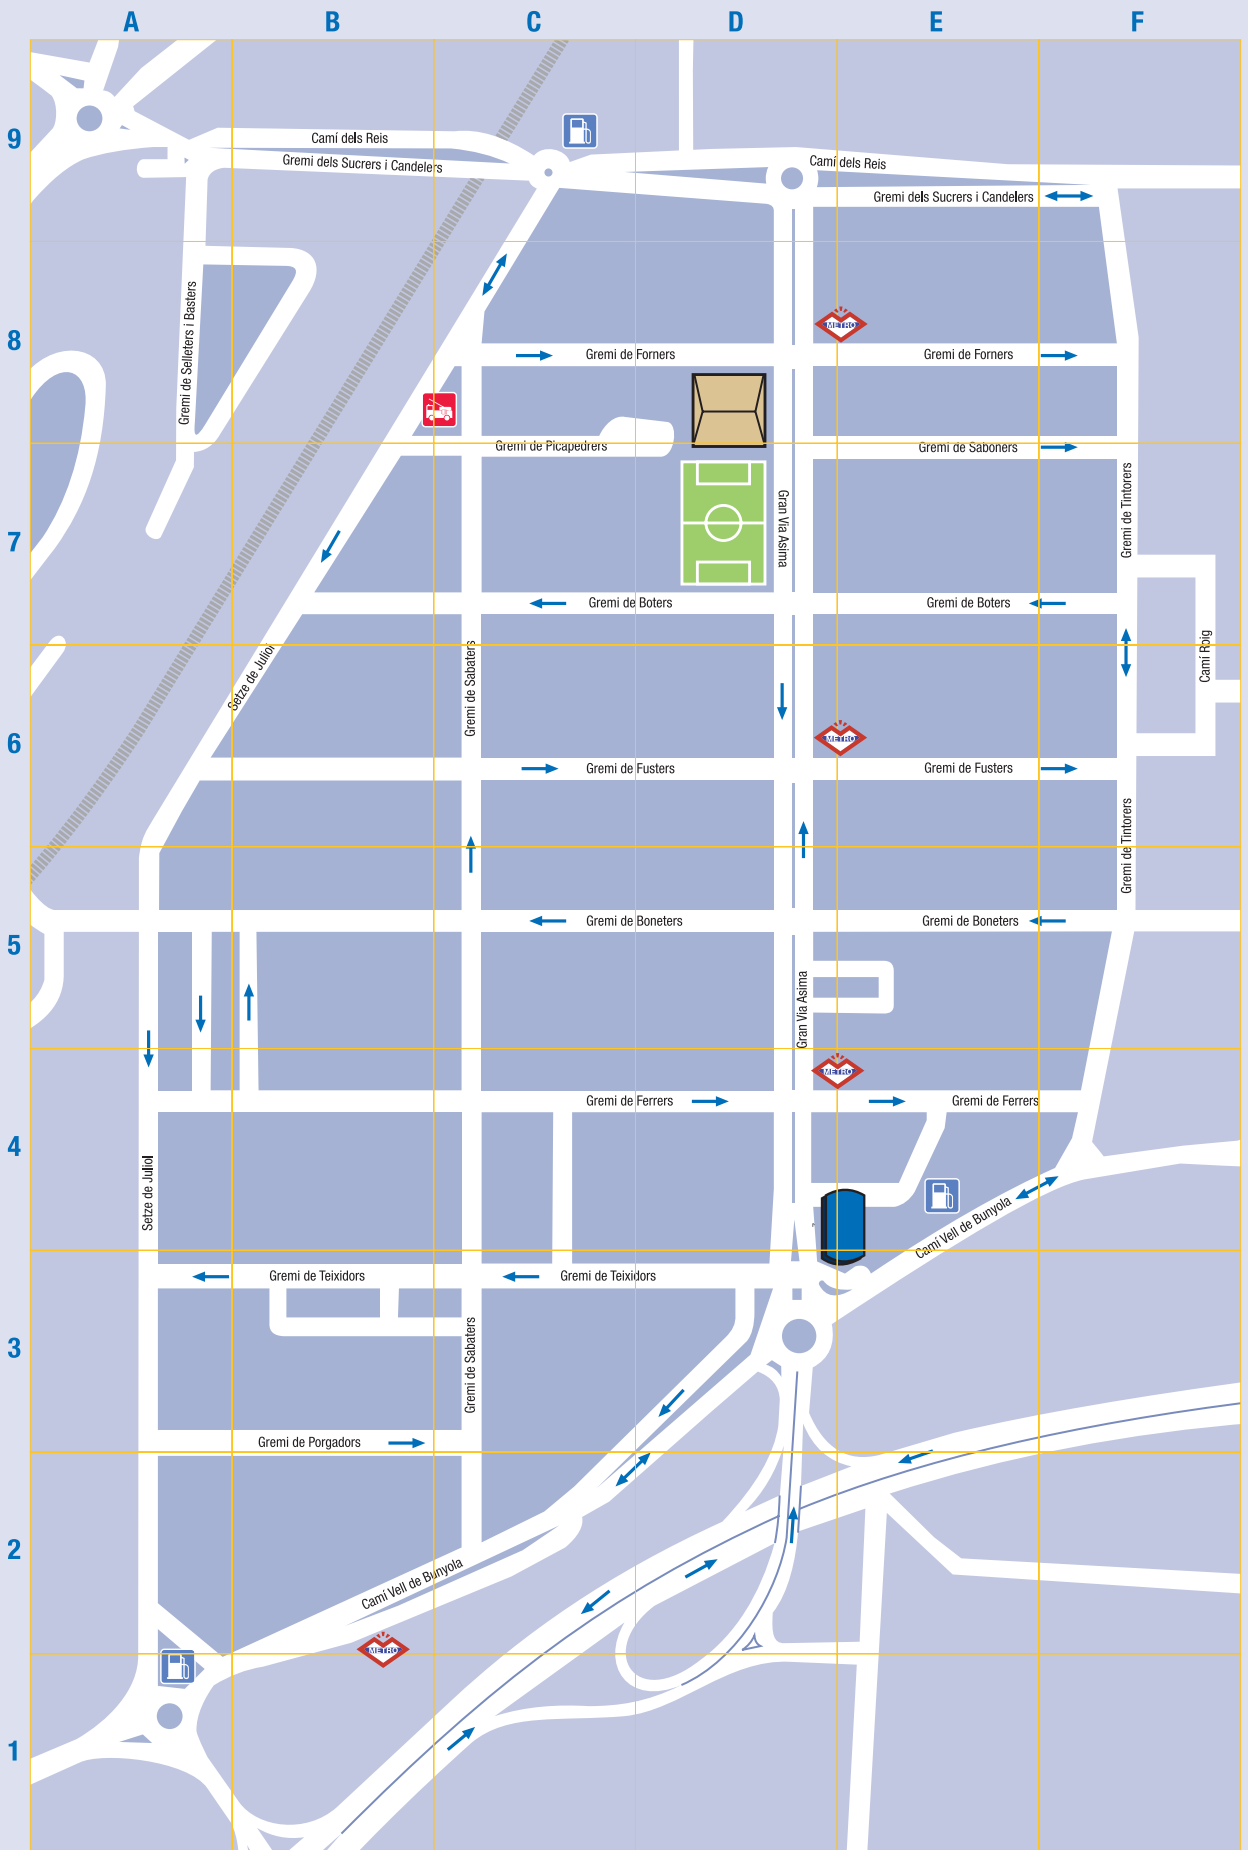 A B C D E F
9
Camí dels Reis
Gremi dels Sucrers i Candelers
Camí dels Reis
Gremi dels Sucrers i Candelers
Gremi de Selleters i Basters
8
METRO
Gremi de Forners
Gremi de Forners
Gremi de Picapedrers
Gremi de Saboners
Gran Via Asima
Gremi de Tintorers
7
Gremi de Boters
Gremi de Boters
Setze de Juliol
Gremi de Sabaters
Camí Roig
6
METRO
Gremi de Fusters
Gremi de Fusters
Gremi de Tintorers
5
Gremi de Boneters
Gremi de Boneters
Gran Via Asima
METRO
Gremi de Ferrers
Gremi de Ferrers
4
Setze de Juliol
Camí Vell de Bunyola
Gremi de Teixidors
Gremi de Teixidors
3
Gremi de Sabaters
Gremi de Porgadors
2
Camí Vell de Bunyola
METRO
1